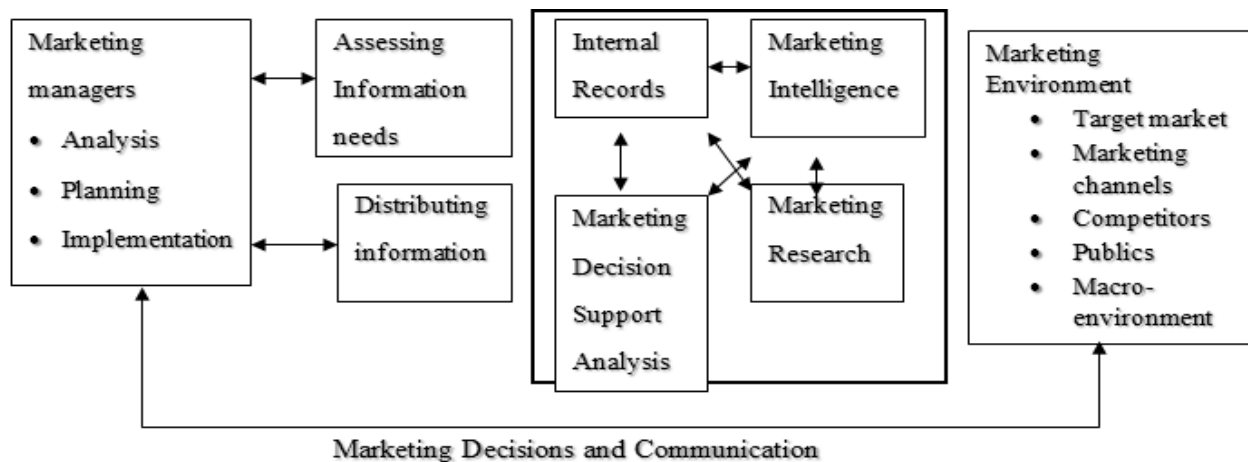 Marketing
managers
• Analysis
• Planning
• Implementation
Assessing
Information
needs
Distributing
information
Internal
Records
Marketing
Intelligence
Marketing
Decision
Support
Analysis
Marketing
Research
Marketing
Environment
• Target market
• Marketing
channels
• Competitors
• Publics
• Macro-
environment
Marketing Decisions and Communication